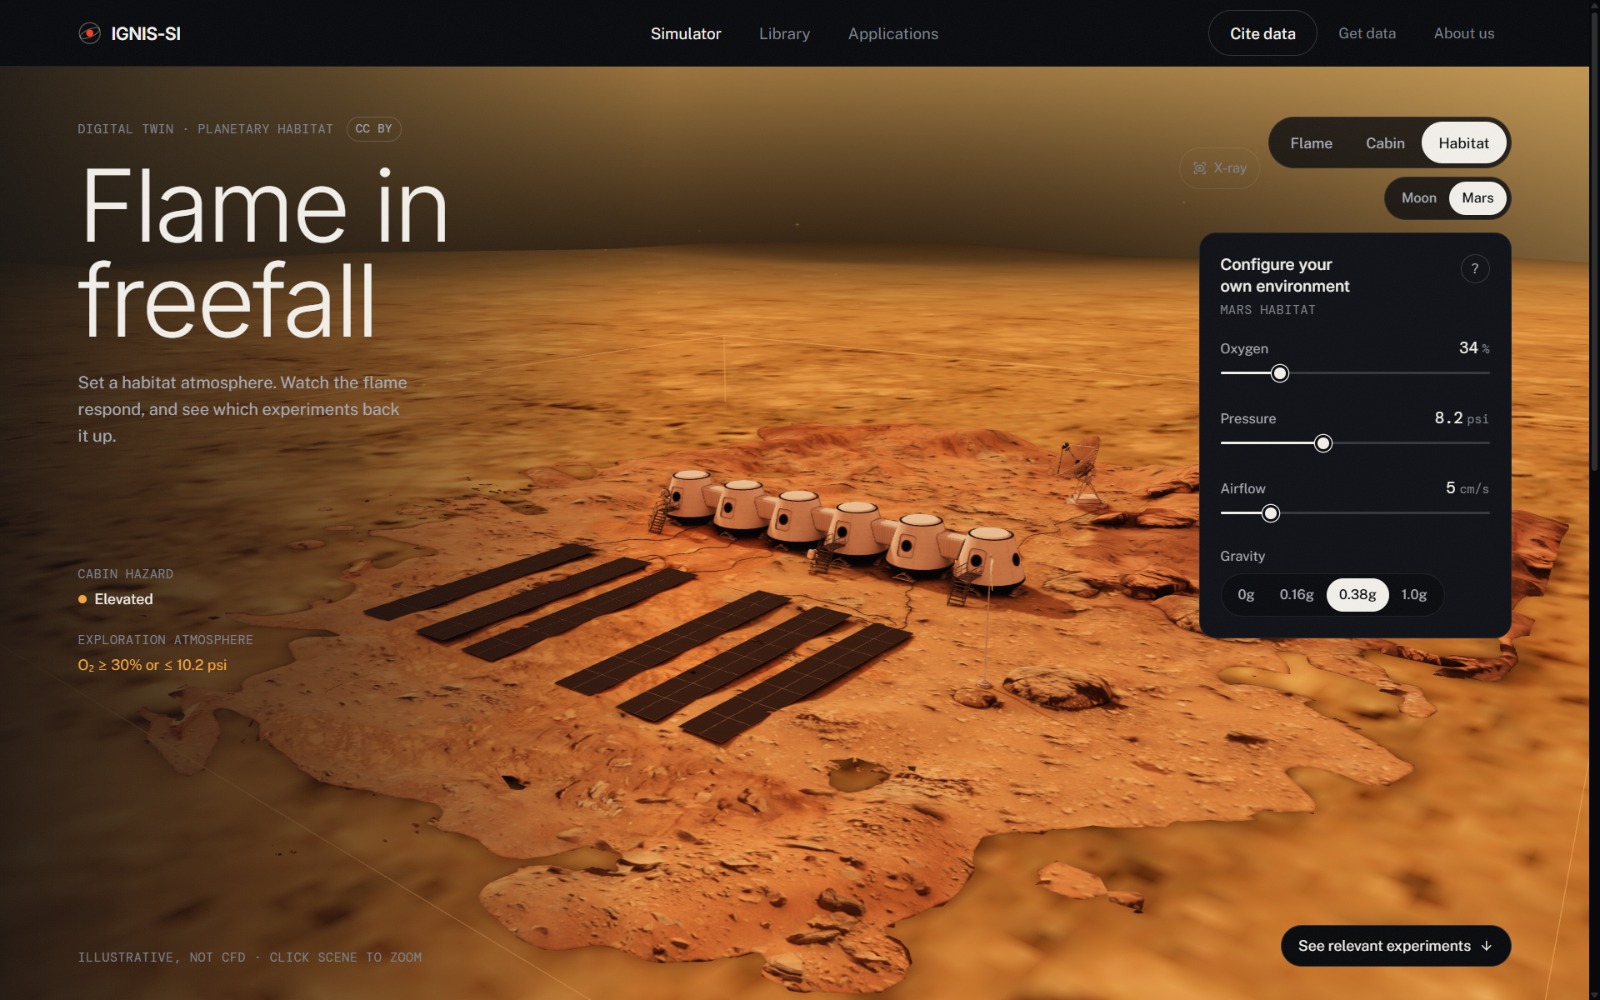 IGNIS-SI
Simulator
Library
Applications
Cite data
Get data
About us
DIGITAL TWIN · PLANETARY HABITAT
CC BY
Flame in
freefall
Set a habitat atmosphere. Watch the flame
respond, and see which experiments back
it up.
CABIN HAZARD
Elevated
EXPLORATION ATMOSPHERE
O₂ ≥ 30% or ≤ 10.2 psi
ILLUSTRATIVE, NOT CFD · CLICK SCENE TO ZOOM
X-ray
Flame
Cabin
Habitat
Moon
Mars
Configure your
own environment
?
MARS HABITAT
Oxygen
34 %
Pressure
8.2 psi
Airflow
5 cm/s
Gravity
0g
0.16g
0.38g
1.0g
See relevant experiments ↓